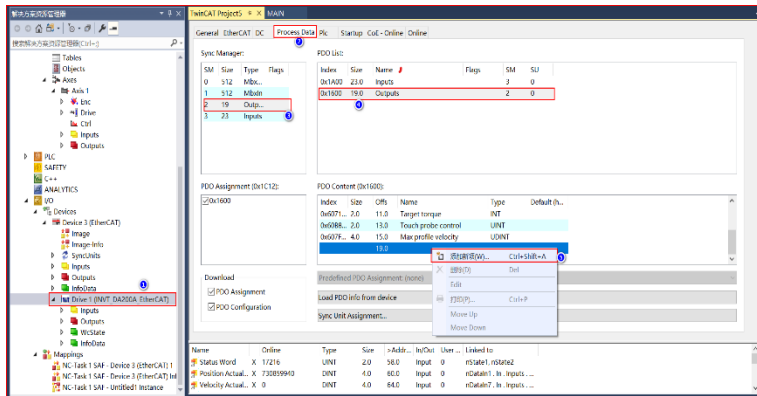 解决方案资源管理器
搜索解决方案资源管理器(Ctrl+;)
Tables
Objects
Axes
Axis 1
Enc
Drive
Ctrl
Inputs
Outputs
PLC
SAFETY
C++
ANALYTICS
I/O
Devices
Device 3 (EtherCAT)
Image
Image-Info
SyncUnits
Inputs
Outputs
InfoData
1
Drive 1 (INVT_DA200A_EtherCAT)
Inputs
Outputs
WcState
InfoData
Mappings
NC-Task 1 SAF - Device 3 (EtherCAT) 1
NC-Task 1 SAF - Device 3 (EtherCAT) Inf
NC-Task 1 SAF - Untitled1 Instance
TwinCAT Project5 MAIN
General EtherCAT DC Process Data Plc Startup CoE - Online Online
2
Sync Manager:
SM Size Type Flags
0 512 Mbx...
1 512 MbxIn
2 19 Outp...
3 23 Inputs
3
PDO List:
Index Size Name Flags SM SU
0x1A00 23.0 Inputs 3 0
0x1600 19.0 Outputs 2 0
4
PDO Assignment (0x1C12):
0x1600
PDO Content (0x1600):
Index Size Offs Name Type Default (h...
0x6071... 2.0 11.0 Target torque INT
0x60B8... 2.0 13.0 Touch probe control UINT
0x607F... 4.0 15.0 Max profile velocity UDINT
19.0
添加新项(W)... Ctrl+Shift+A
5
删除(D) Del
Edit
打印(P)... Ctrl+P
Move Up
Move Down
Download
PDO Assignment
PDO Configuration
Predefined PDO Assignment: (none)
Load PDO info from device
Sync Unit Assignment...
Name Online Type Size >Addr... In/Out User ... Linked to
Status Word X 17216 UINT 2.0 58.0 Input 0 nState1, nState2
Position Actual... X 730859940 DINT 4.0 60.0 Input 0 nDataIn1 . In . Inputs . ...
Velocity Actual... X 0 DINT 4.0 64.0 Input 0 nDataIn7 . In . Inputs . ...